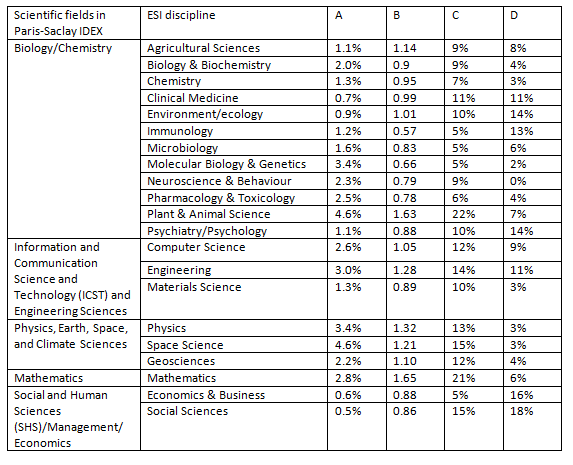 Scientific fields in Paris-Saclay IDEX ESI discipline A B C D
Biology/Chemistry Agricultural Sciences 1.1% 1.14 9% 8%
Biology & Biochemistry 2.0% 0.9 9% 4%
Chemistry 1.3% 0.95 7% 3%
Clinical Medicine 0.7% 0.99 11% 11%
Environment/ecology 0.9% 1.01 10% 14%
Immunology 1.2% 0.57 5% 13%
Microbiology 1.6% 0.83 5% 6%
Molecular Biology & Genetics 3.4% 0.66 2% 2%
Neuroscience & Behaviour 2.3% 0.79 9% 0%
Pharmacology & Toxicology 2.5% 0.78 6% 4%
Plant & Animal Science 4.6% 1.63 22% 7%
Psychiatry/Psychology 1.1% 0.88 10% 14%
Information and Communication Science and Technology (ICST) and Engineering Sciences Computer Science 2.6% 1.05 12% 9%
Engineering 3.0% 1.28 14% 11%
Materials Science 1.3% 0.89 10% 3%
Physics, Earth, Space, and Climate Sciences Physics 3.4% 1.32 13% 3%
Space Science 4.6% 1.21 15% 3%
Geosciences 2.2% 1.10 12% 4%
Mathematics Mathematics 2.8% 1.65 21% 6%
Social and Human Sciences (SHS)/Management/ Economics Economics & Business 0.6% 0.88 5% 16%
Social Sciences 0.5% 0.86 15% 18%